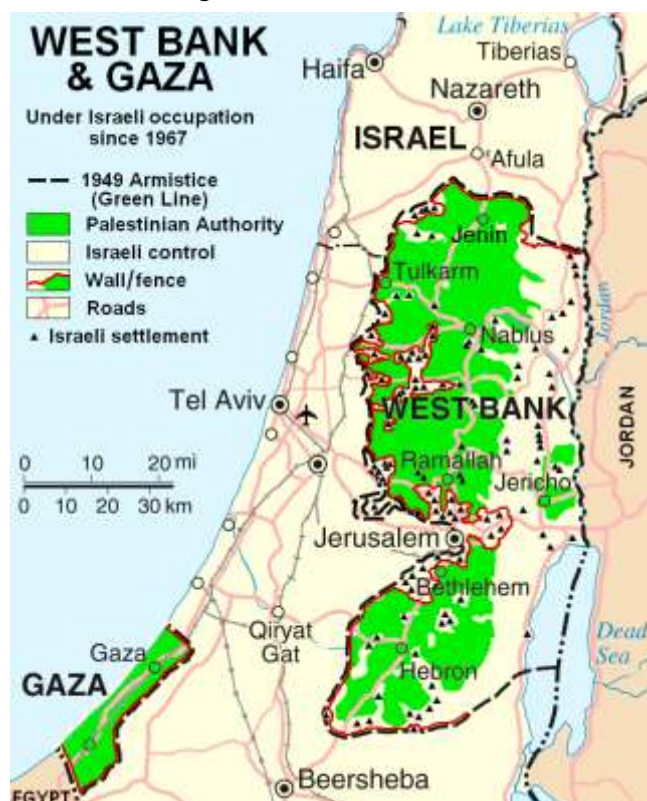 WEST BANK
& GAZA
Under Israeli occupation
since 1967
1949 Armistice
(Green Line)
Palestinian Authority
Israeli control
Wall/fence
Roads
Israeli settlement
Lake Tiberias
Tiberias
Haifa
Nazareth
ISRAEL
'Afula
Jenin
Tulkarm
Nablus
Jordan
Tel Aviv
WEST BANK
JORDAN
0 10 20 mi
0 10 20 30 km
Ramallah
Jericho
Jerusalem
Bethlehem
Qiryat
Gat
Dead
Sea
Gaza
GAZA
Hebron
Beersheba
EGYPT